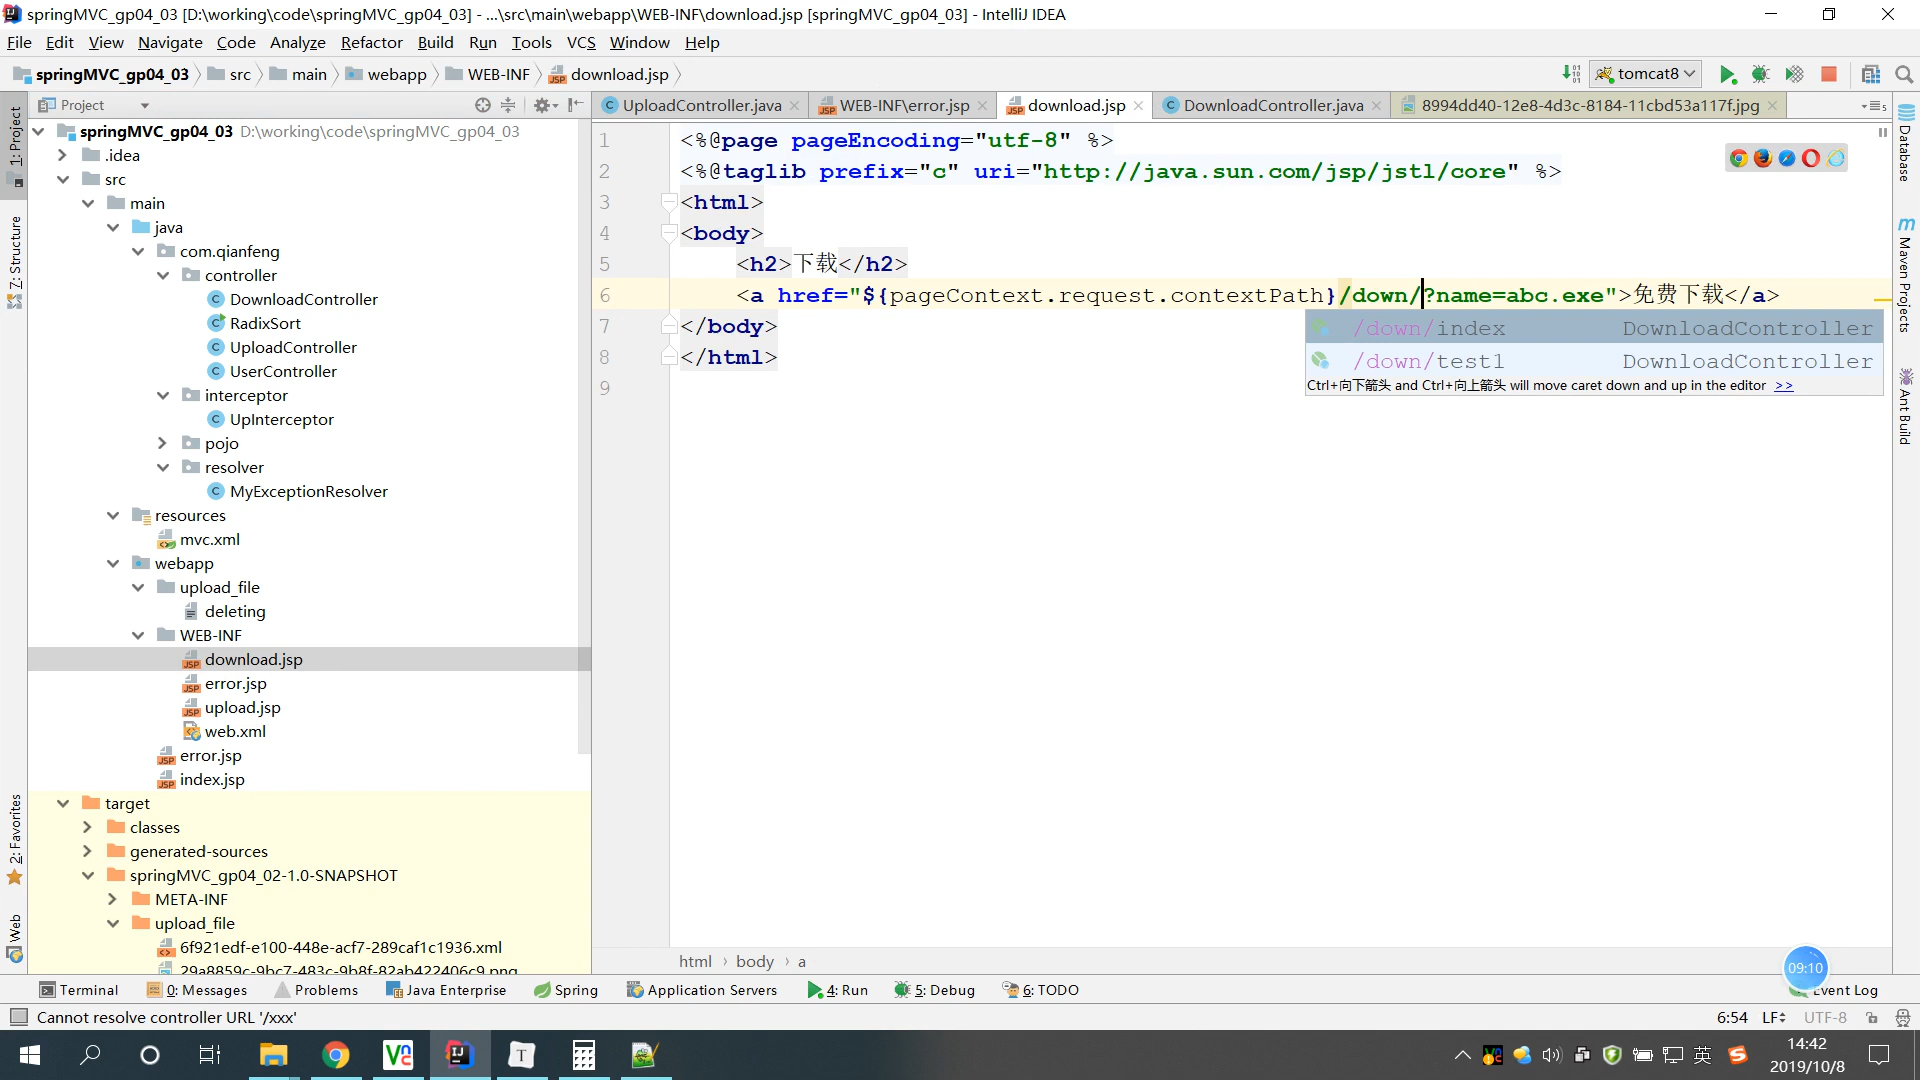 springMVC_gp04_03 [D:\working\code\springMVC_gp04_03] - ...\src\main\webapp\WEB-INF\download.jsp [springMVC_gp04_03] - IntelliJ IDEA
File Edit View Navigate Code Analyze Refactor Build Run Tools VCS Window Help
springMVC_gp04_03 src main webapp WEB-INF download.jsp tomcat8
Project
UploadController.java WEB-INF\error.jsp download.jsp DownloadController.java 8994dd40-12e8-4d3c-8184-11cbd53a117f.jpg
1: Project
7: Structure
2: Favorites
Web
springMVC_gp04_03 D:\working\code\springMVC_gp04_03
.idea
src
main
java
com.qianfeng
controller
DownloadController
RadixSort
UploadController
UserController
interceptor
UpInterceptor
pojo
resolver
MyExceptionResolver
resources
mvc.xml
webapp
upload_file
deleting
WEB-INF
download.jsp
error.jsp
upload.jsp
web.xml
error.jsp
index.jsp
target
classes
generated-sources
springMVC_gp04_02-1.0-SNAPSHOT
META-INF
upload_file
6f921edf-e100-448e-acf7-289caf1c1936.xml
29a8859c-9bc7-483c-9b8f-82ab422406c9.png
1 <%@page pageEncoding="utf-8" %>
2 <%@taglib prefix="c" uri="http://java.sun.com/jsp/jstl/core" %>
3 <html>
4 <body>
5 <h2>下载</h2>
6 <a href="${pageContext.request.contextPath}/down/?name=abc.exe">免费下载</a>
7 </body>
8 </html>
9
/down/index DownloadController
/down/test1 DownloadController
Ctrl+向下箭头 and Ctrl+向上箭头 will move caret down and up in the editor >>
Database
Maven Projects
Ant Build
html › body › a
09:10
Terminal 0: Messages Problems Java Enterprise Spring Application Servers 4: Run 5: Debug 6: TODO Event Log
Cannot resolve controller URL '/xxx' 6:54 LF UTF-8
英
14:42
2019/10/8